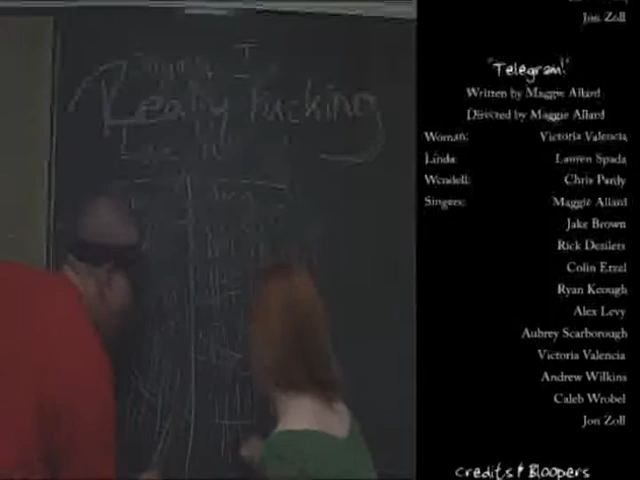 I
Really Fucking
Jon Zoll
"Telegram!"
Written by Maggie Allard
Directed by Maggie Allard
Woman: Victoria Valencia
Linda: Lauren Spada
Wendell: Chris Pardy
Singers: Maggie Allard
Jake Brown
Rick Desilets
Colin Errel
Ryan Keough
Alex Levy
Aubrey Scarborough
Victoria Valencia
Andrew Wilkins
Caleb Wrobel
Jon Zoll
Credits & Bloopers